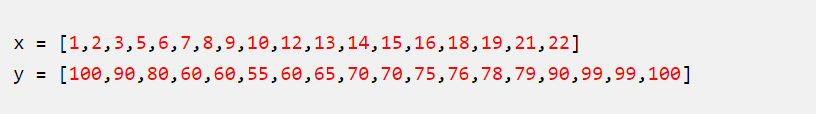 x = [1,2,3,5,6,7,8,9,10,12,13,14,15,16,18,19,21,22]
y = [100,90,80,60,60,55,60,65,70,70,75,76,78,79,90,99,99,100]